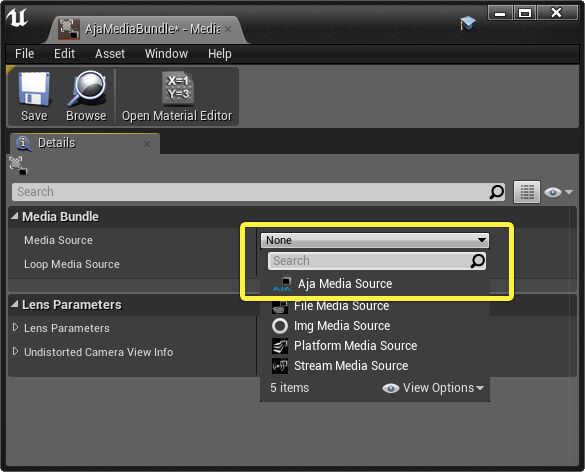 AjaMediaBundle* - Media
File Edit Asset Window Help
X=1
Y=3
Save Browse Open Material Editor
Details
Search
Media Bundle
Media Source None
Search
Loop Media Source
AJA Aja Media Source
Lens Parameters
File Media Source
Lens Parameters
Img Media Source
Undistorted Camera View Info
Platform Media Source
Stream Media Source
5 items View Options